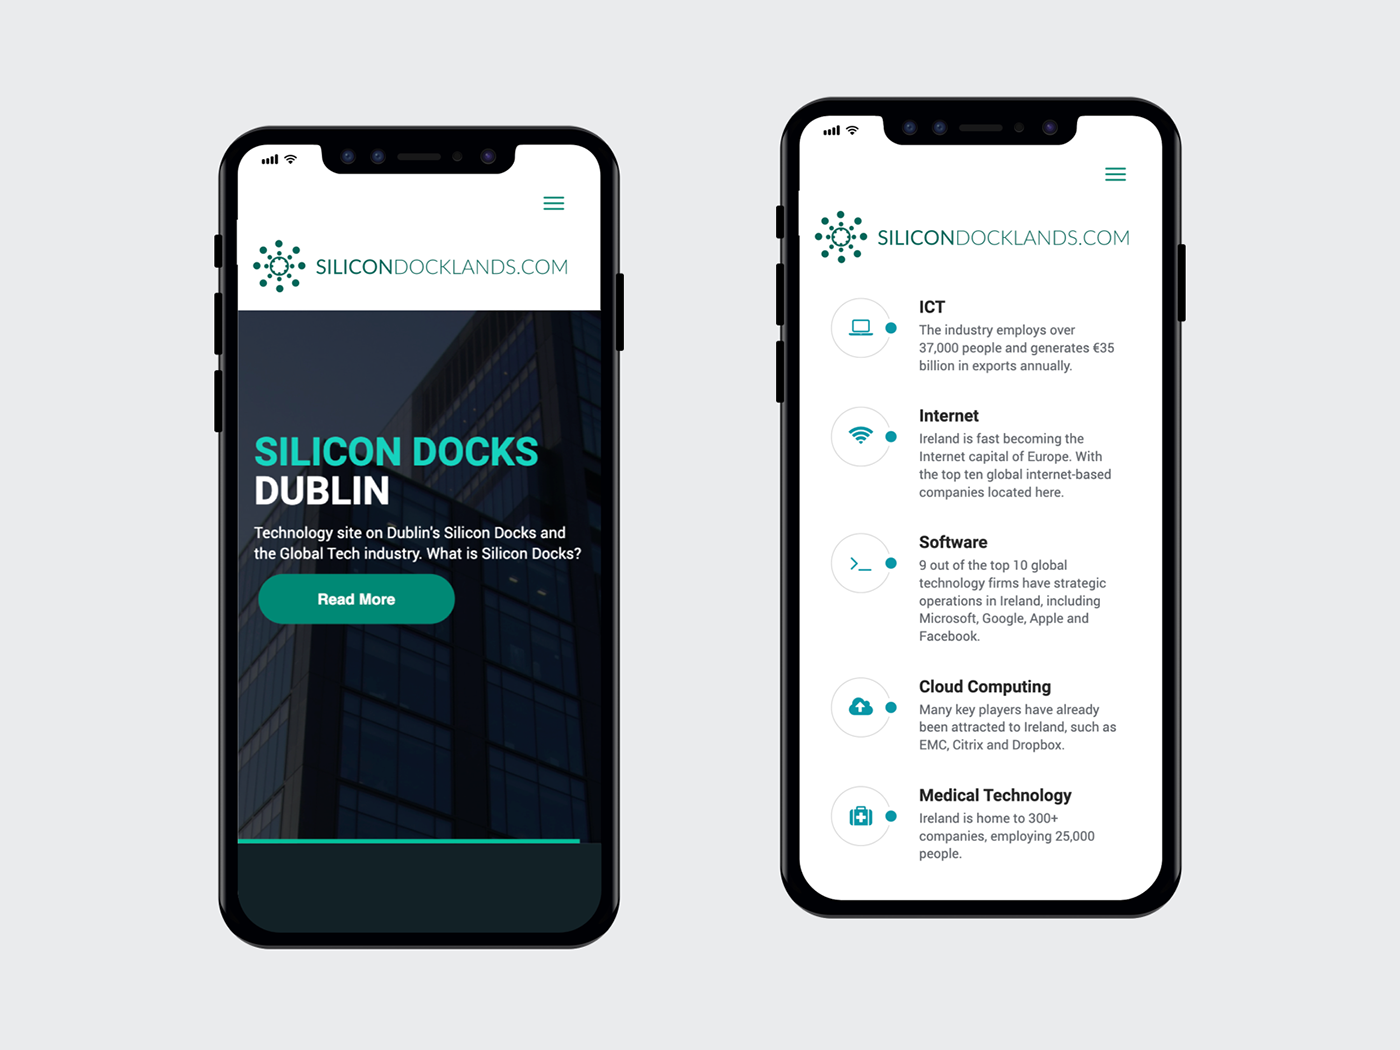 SILICONDOCKLANDS.COM
SILICON DOCKS
DUBLIN
Technology site on Dublin's Silicon Docks and
the Global Tech industry. What is Silicon Docks?
Read More
SILICONDOCKLANDS.COM
ICT
The industry employs over
37,000 people and generates €35
billion in exports annually.
Internet
Ireland is fast becoming the
Internet capital of Europe. With
the top ten global internet-based
companies located here.
Software
9 out of the top 10 global
technology firms have strategic
operations in Ireland, including
Microsoft, Google, Apple and
Facebook.
Cloud Computing
Many key players have already
been attracted to Ireland, such as
EMC, Citrix and Dropbox.
Medical Technology
Ireland is home to 300+
companies, employing 25,000
people.